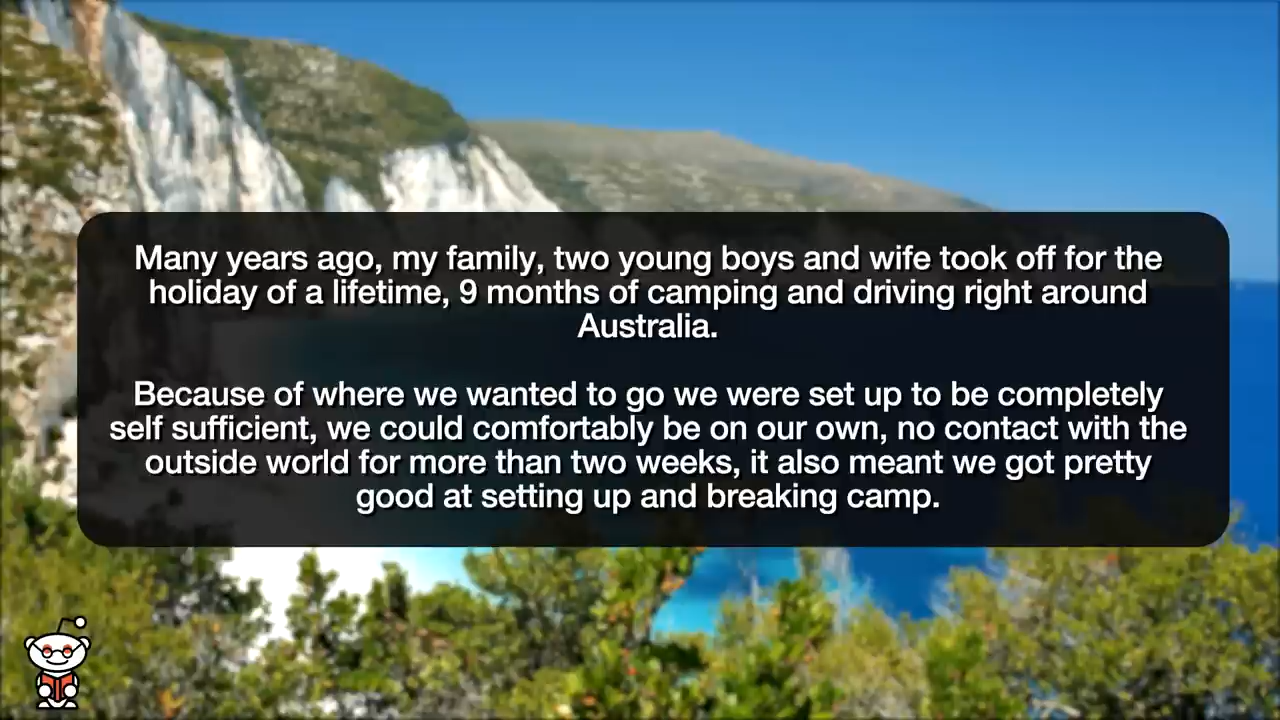 Many years ago, my family, two young boys and wife took off for the
holiday of a lifetime, 9 months of camping and driving right around
Australia.
Because of where we wanted to go we were set up to be completely
self sufficient, we could comfortably be on our own, no contact with the
outside world for more than two weeks, it also meant we got pretty
good at setting up and breaking camp.